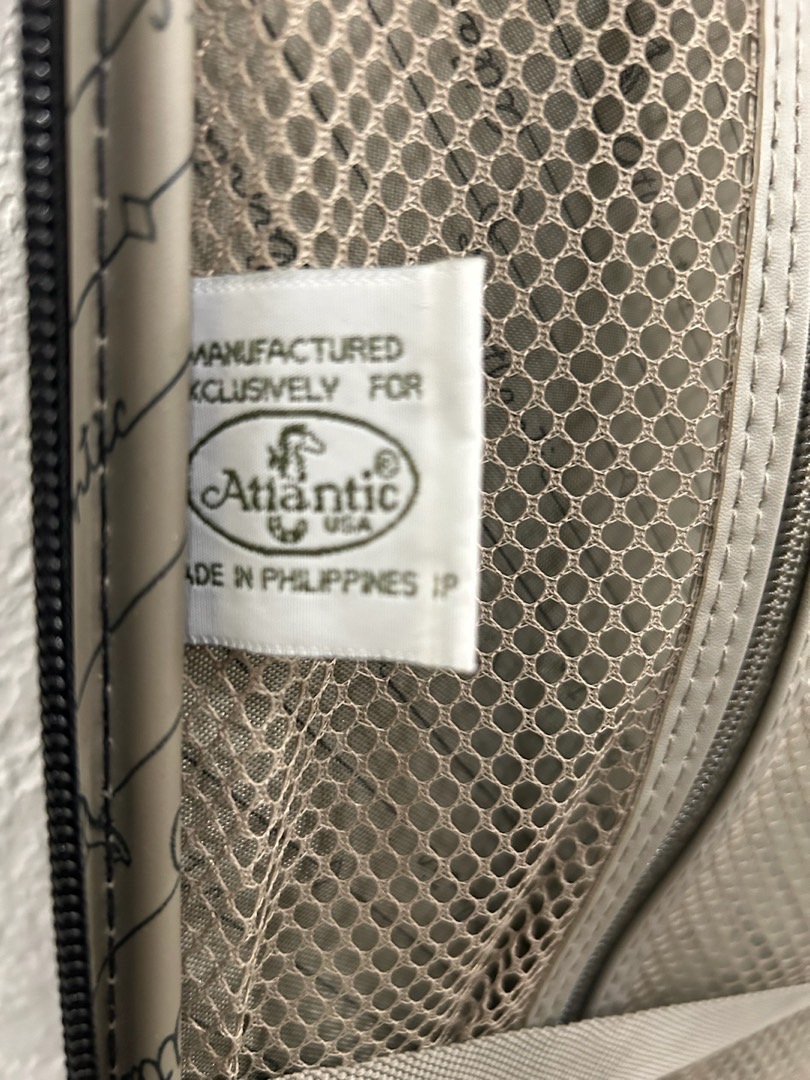 MANUFACTURED
XCLUSIVELY FOR
Atlantic®
USA
ADE IN PHILIPPINES IP